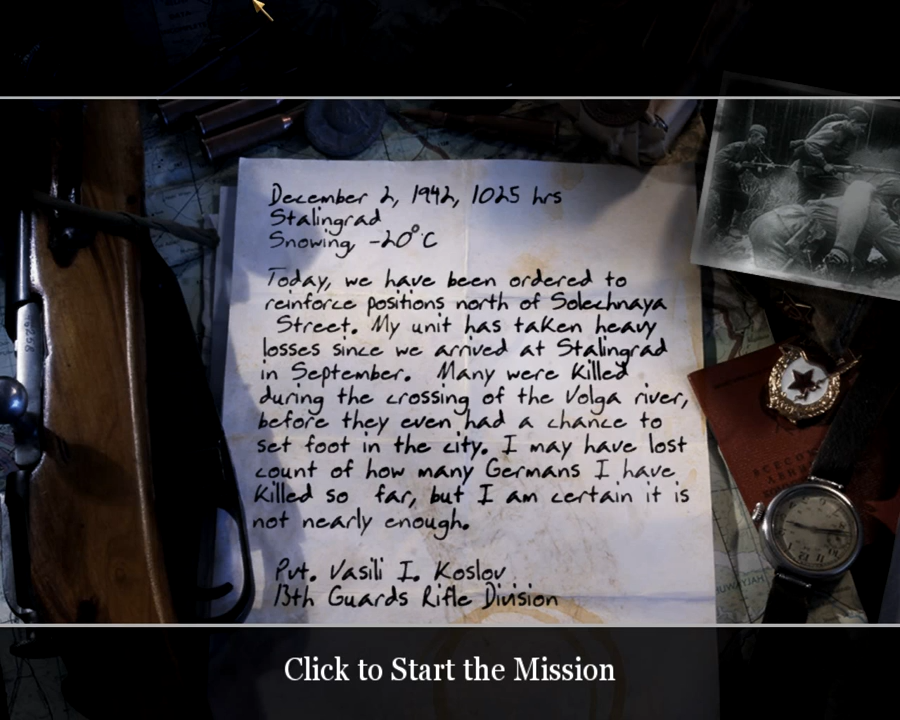 December 2, 1942, 1025 hrs
Stalingrad
Snowing, -20°C
Today, we have been ordered to
reinforce positions north of Solechnaya
Street. My unit has taken heavy
losses since we arrived at Stalingrad
in September. Many were killed
during the crossing of the Volga river,
before they even had a chance to
set foot in the city. I may have lost
count of how many Germans I have
killed so far, but I am certain it is
not nearly enough.
Pvt. Vasili I. Koslov
13th Guards Rifle Division
Click to Start the Mission